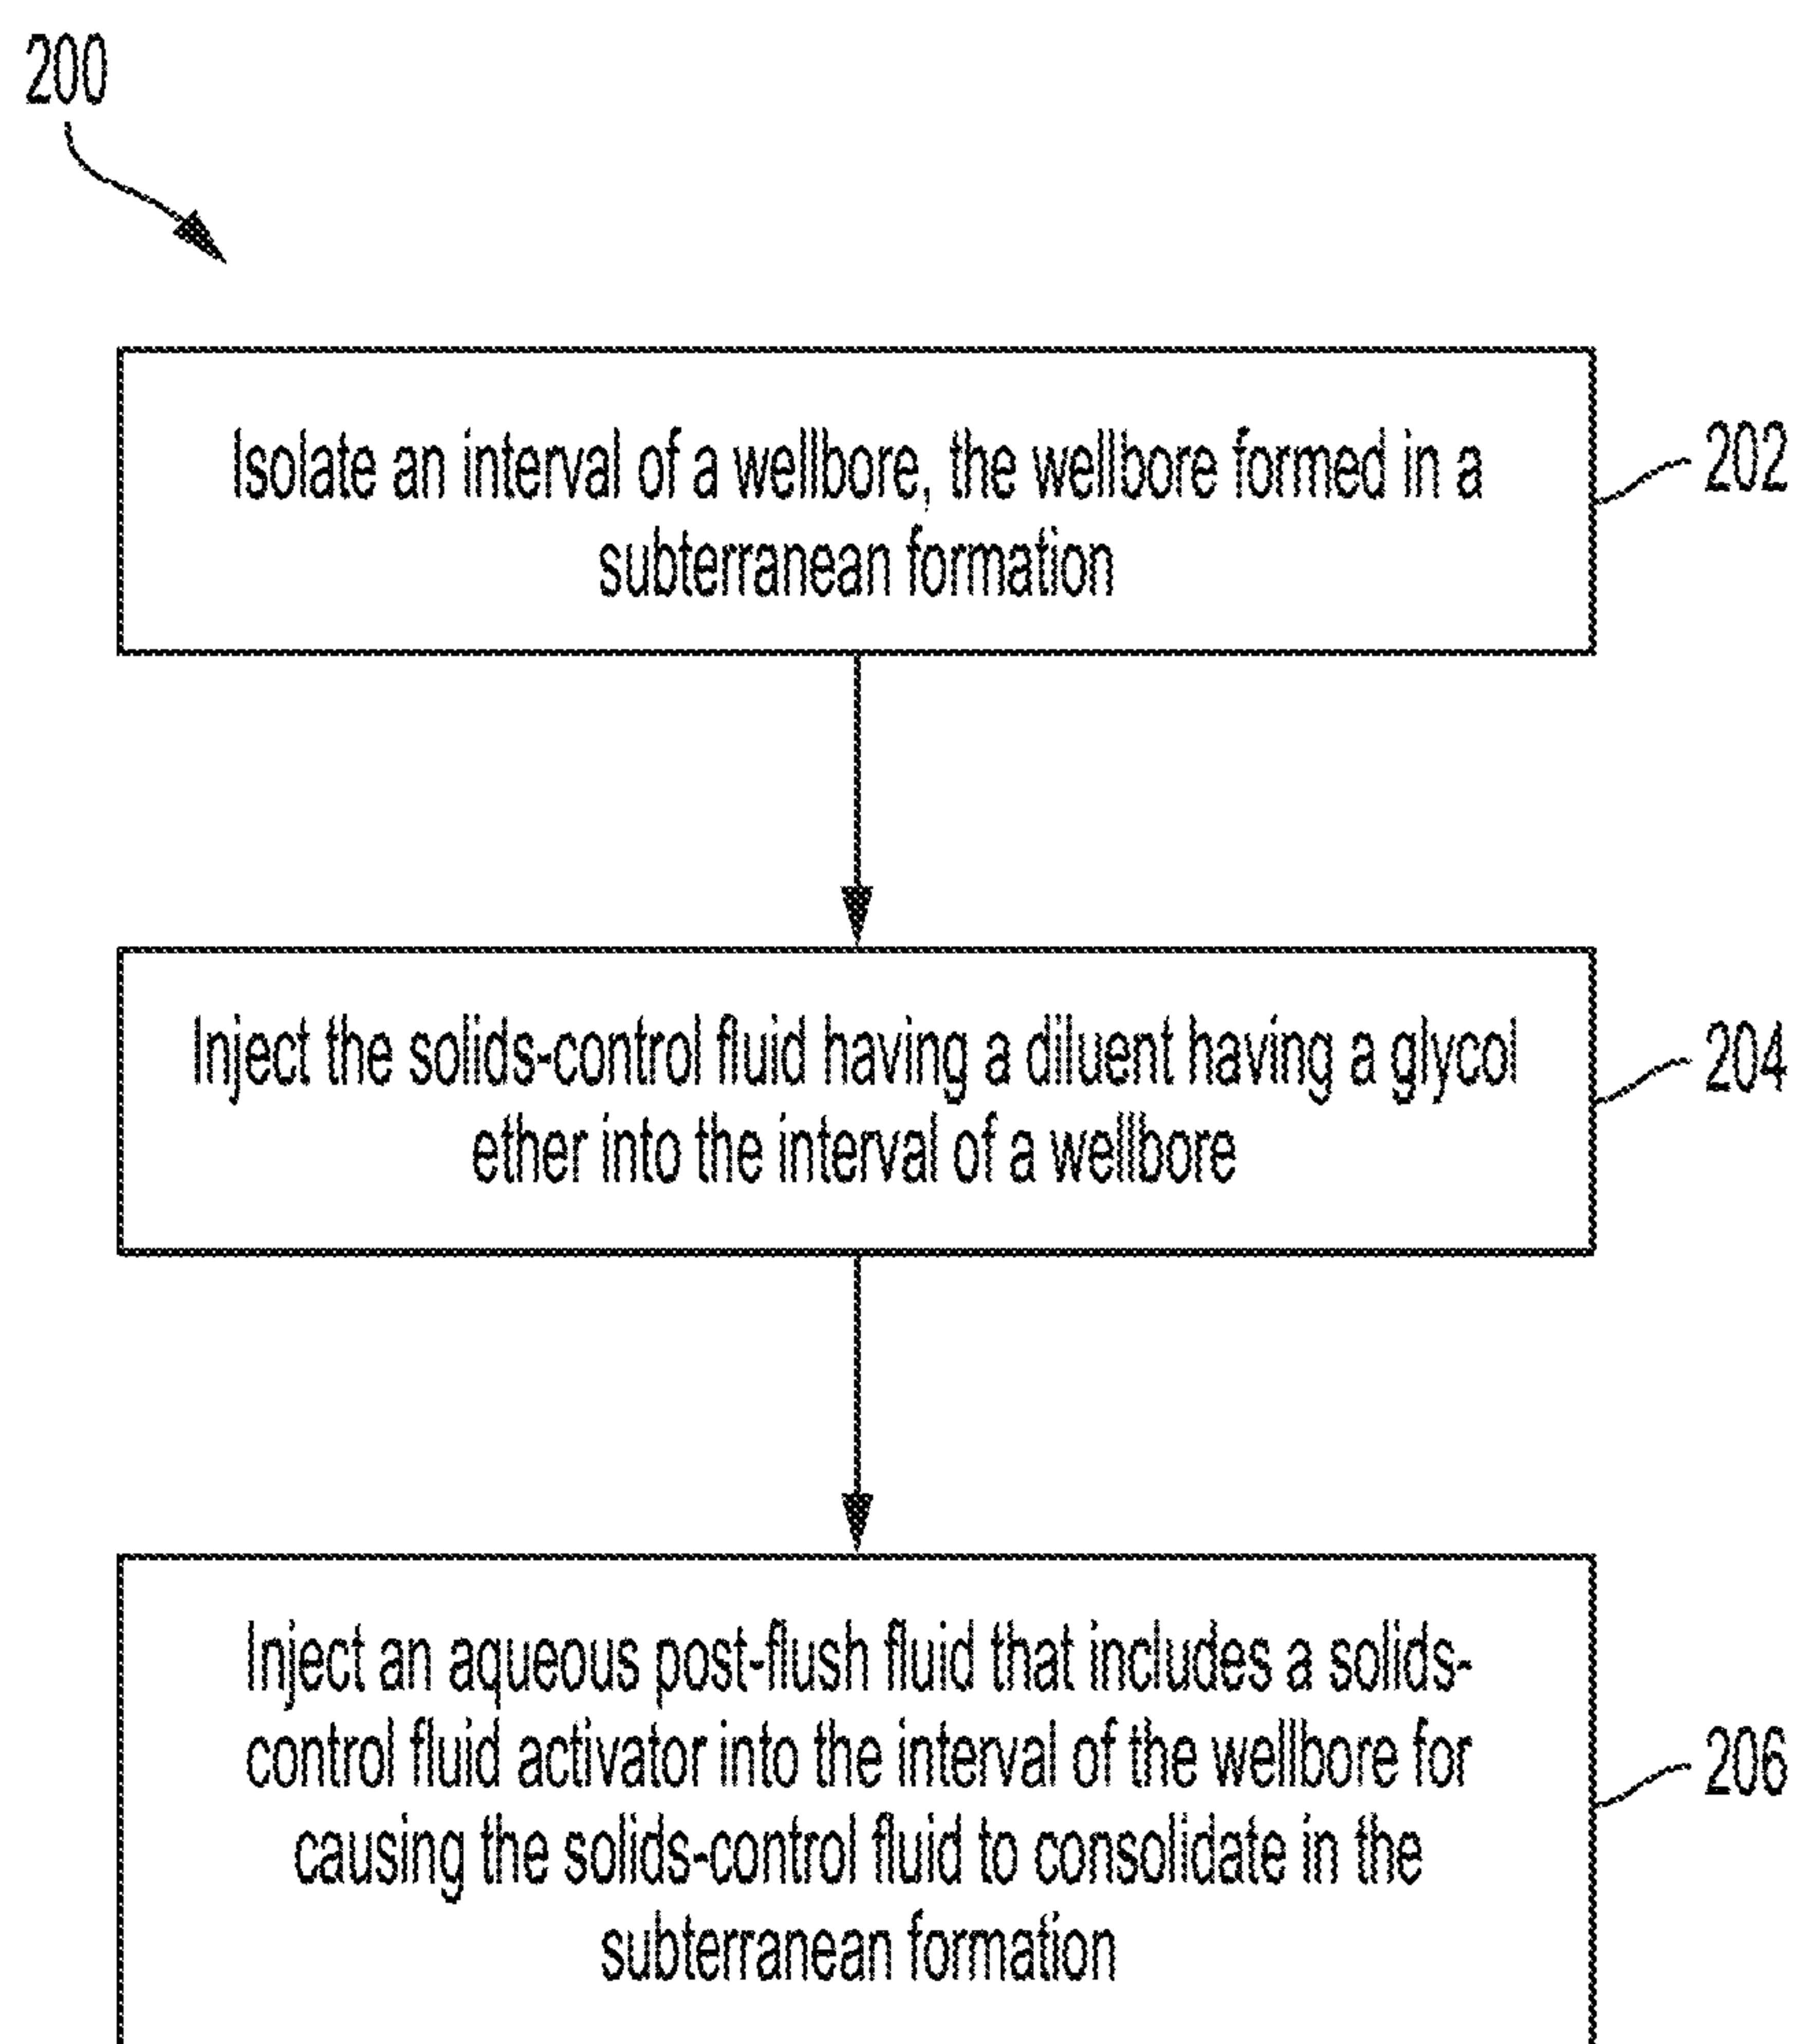 200
Isolate an interval of a wellbore, the wellbore formed in a
subterranean formation
202
Inject the solids-control fluid having a diluent having a glycol
ether into the interval of a wellbore
204
Inject an aqueous post-flush fluid that includes a solids-
control fluid activator into the interval of the wellbore for
causing the solids-control fluid to consolidate in the
subterranean formation
206